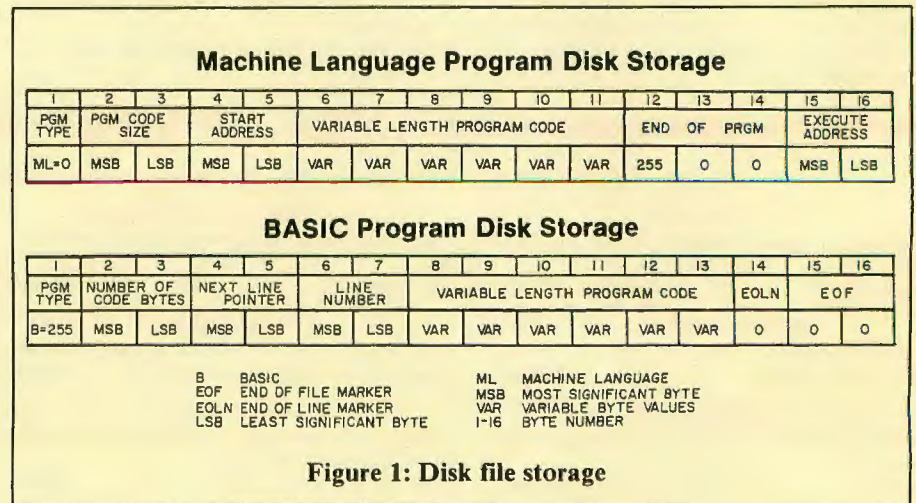 Machine Language Program Disk Storage
1 2 3 4 5 6 7 8 9 10 11 12 13 14 15 16
PGM TYPE PGM CODE SIZE START ADDRESS VARIABLE LENGTH PROGRAM CODE END OF PRGM EXECUTE ADDRESS
ML=0 MSB LSB MSB LSB VAR VAR VAR VAR VAR VAR 255 0 0 MSB LSB
BASIC Program Disk Storage
1 2 3 4 5 6 7 8 9 10 11 12 13 14 15 16
PGM TYPE NUMBER OF CODE BYTES NEXT LINE POINTER LINE NUMBER VARIABLE LENGTH PROGRAM CODE EOLN EOF
B=255 MSB LSB MSB LSB MSB LSB VAR VAR VAR VAR VAR VAR 0 0 0
B BASIC
EOF END OF FILE MARKER
EOLN END OF LINE MARKER
LSB LEAST SIGNIFICANT BYTE
ML MACHINE LANGUAGE
MSB MOST SIGNIFICANT BYTE
VAR VARIABLE BYTE VALUES
1-16 BYTE NUMBER
Figure 1: Disk file storage